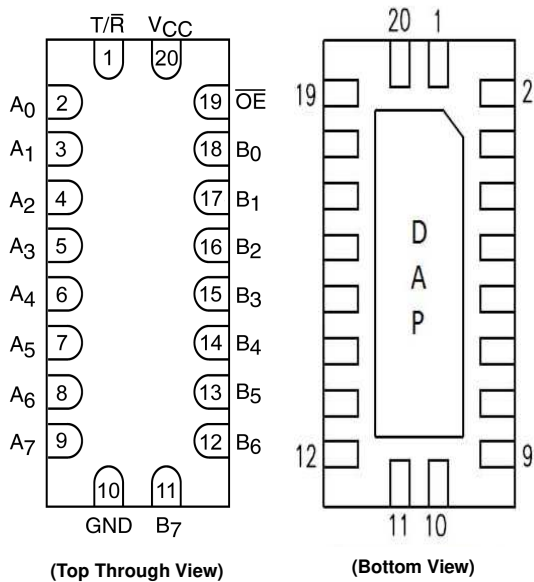 T/R̅ VCC
1 20
A0 2 19 O̅E̅
A1 3 18 B0
A2 4 17 B1
A3 5 16 B2
A4 6 15 B3
A5 7 14 B4
A6 8 13 B5
A7 9 12 B6
10 11
GND B7
(Top Through View)
20 1
19 2
D
A
P
12 9
11 10
(Bottom View)